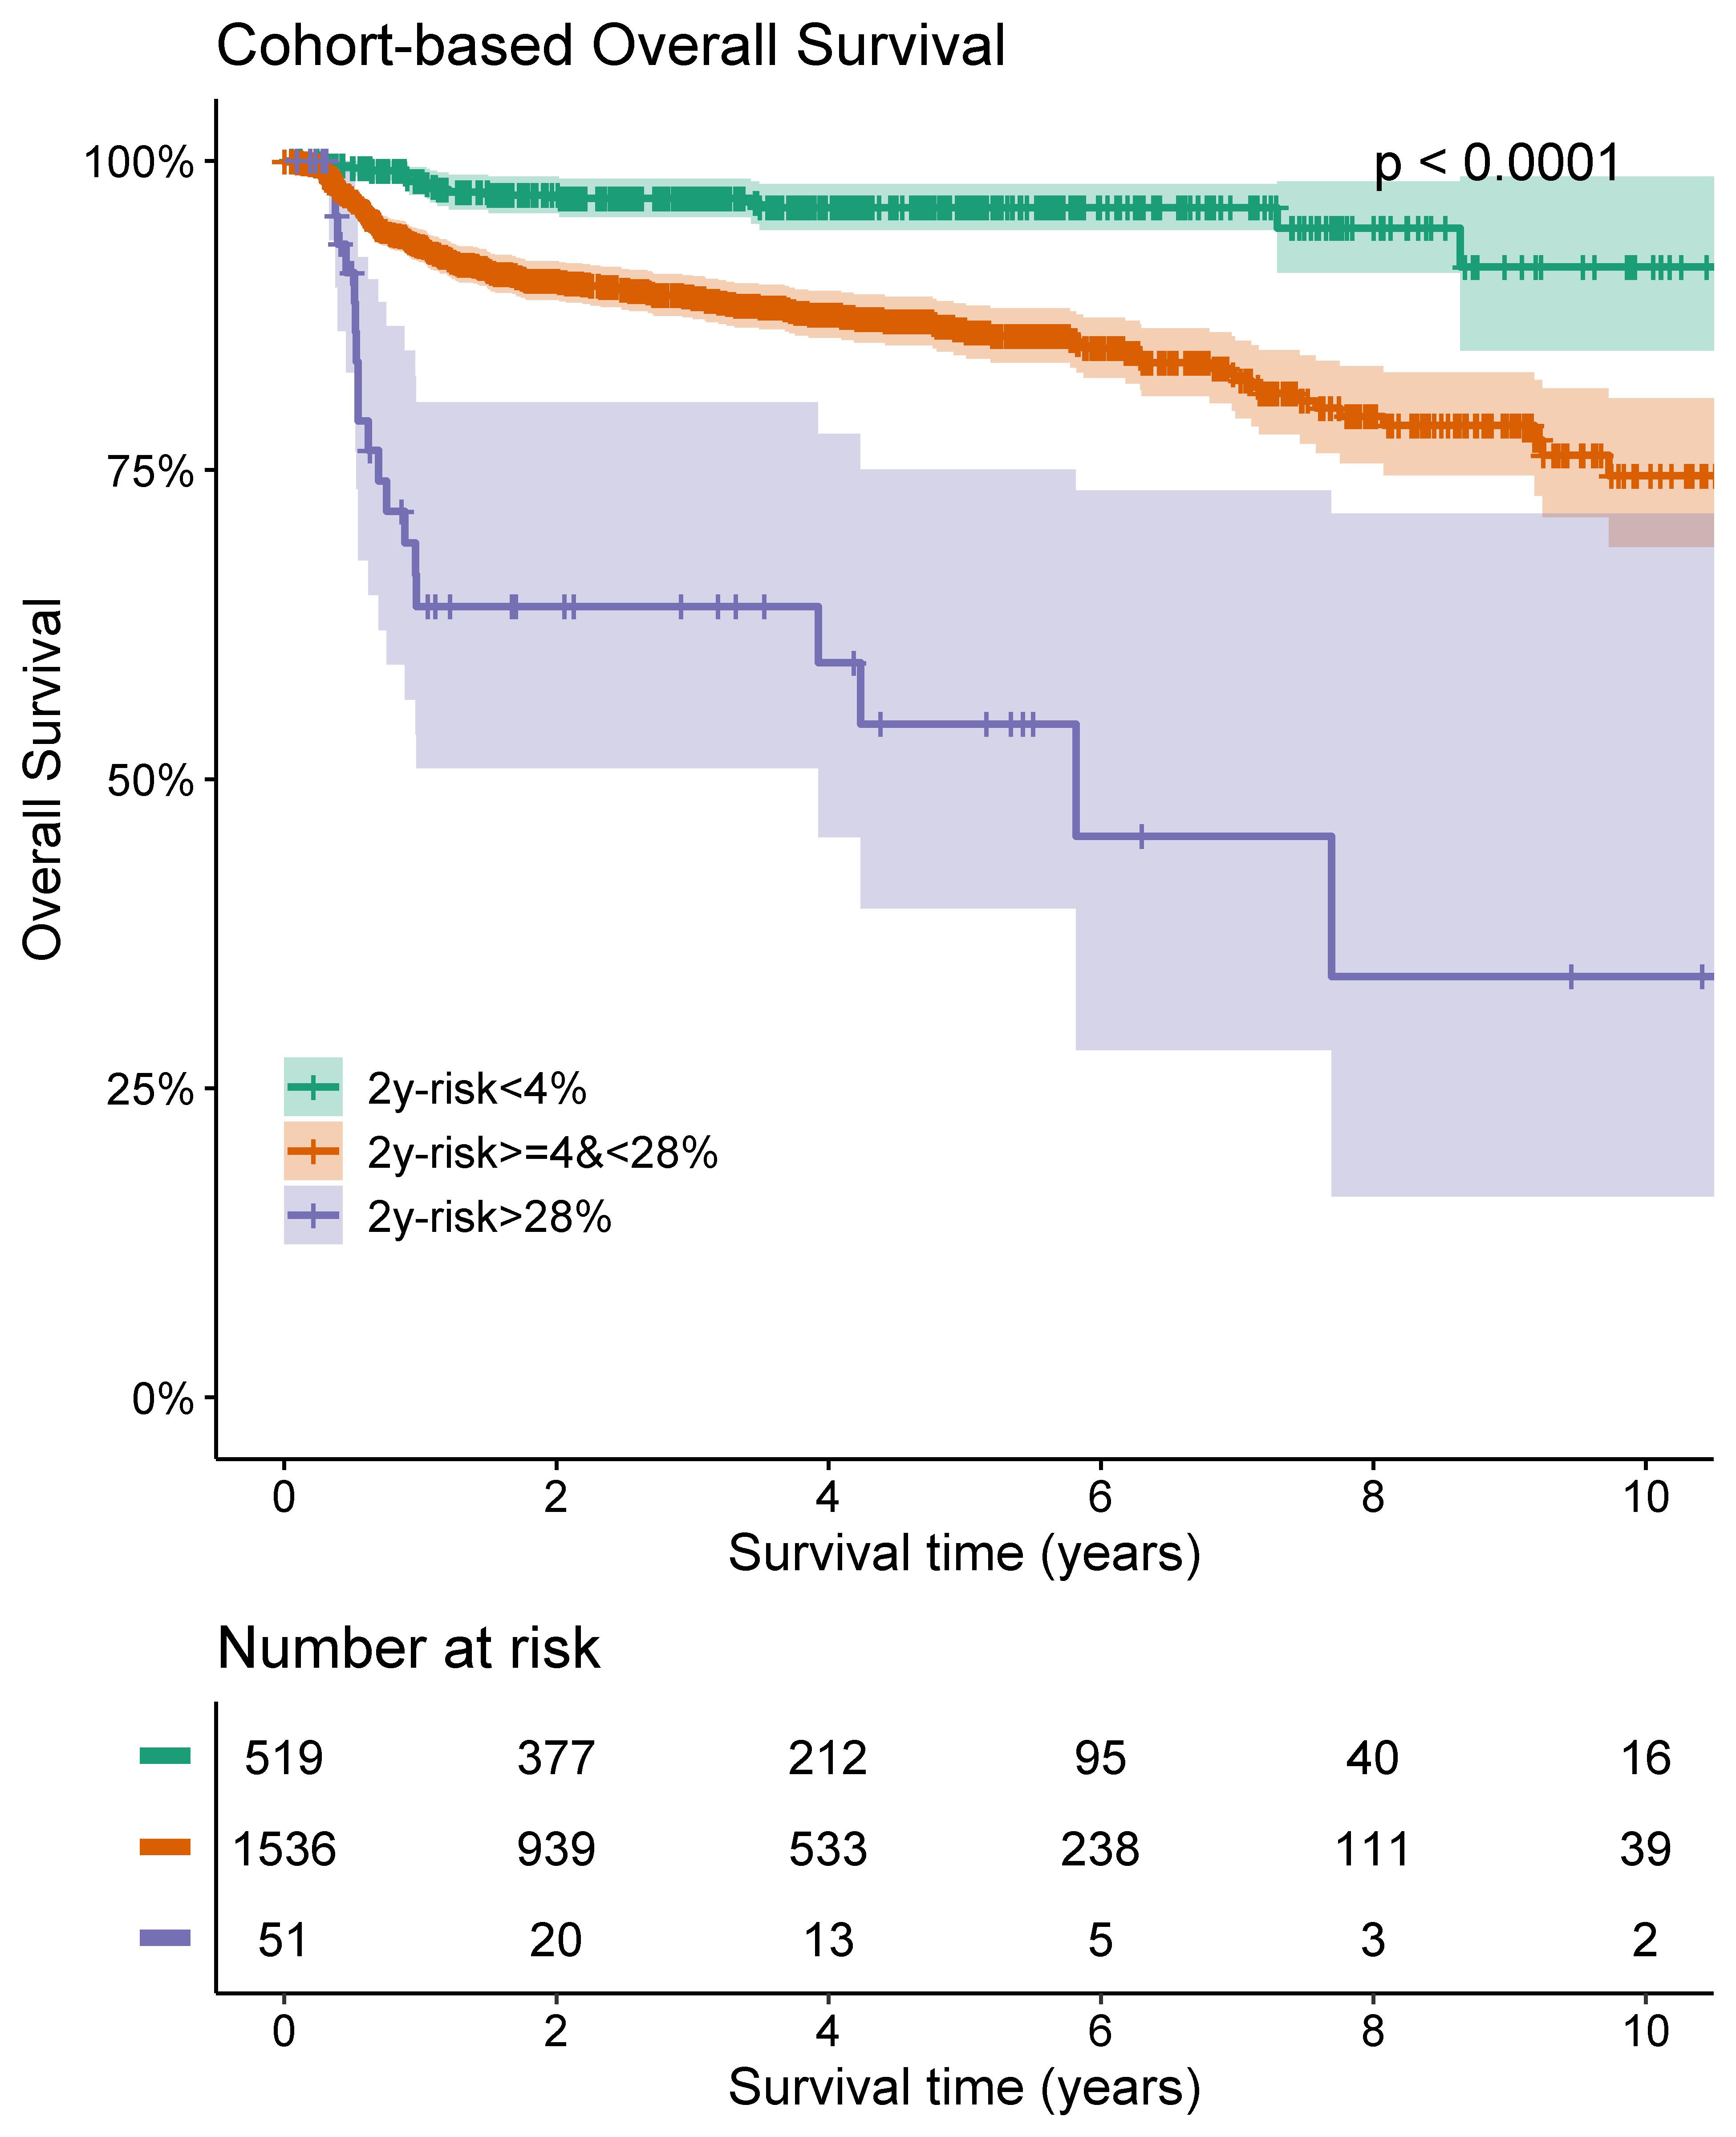 Cohort-based Overall Survival
p < 0.0001
100%
75%
50%
25%
0%
Overall Survival
2y-risk<4%
2y-risk>=4&<28%
2y-risk>28%
0 2 4 6 8 10
Survival time (years)
Number at risk
519 377 212 95 40 16
1536 939 533 238 111 39
51 20 13 5 3 2
0 2 4 6 8 10
Survival time (years)